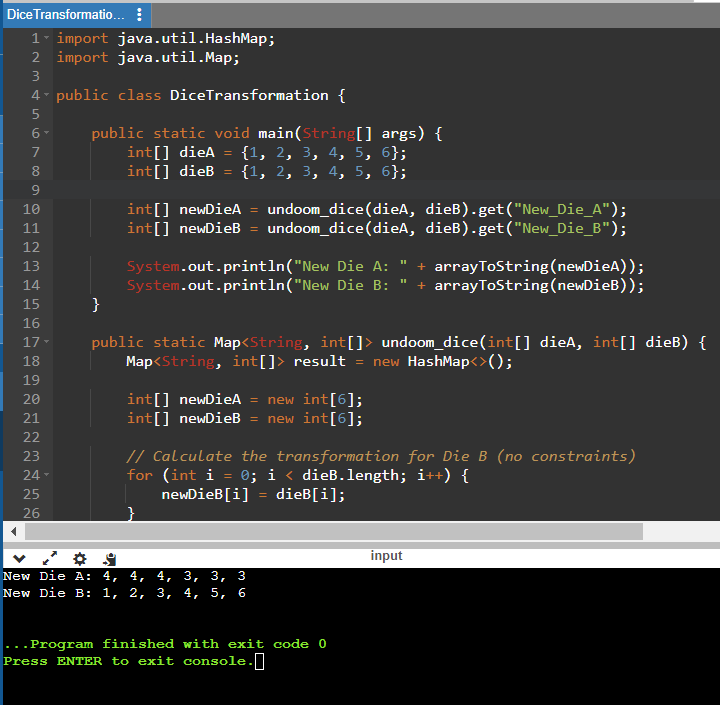 DiceTransformatio...
1 import java.util.HashMap;
2 import java.util.Map;
3
4 public class DiceTransformation {
5
6     public static void main(String[] args) {
7         int[] dieA = {1, 2, 3, 4, 5, 6};
8         int[] dieB = {1, 2, 3, 4, 5, 6};
9
10         int[] newDieA = undoom_dice(dieA, dieB).get("New_Die_A");
11         int[] newDieB = undoom_dice(dieA, dieB).get("New_Die_B");
12
13         System.out.println("New Die A: " + arrayToString(newDieA));
14         System.out.println("New Die B: " + arrayToString(newDieB));
15     }
16
17     public static Map<String, int[]> undoom_dice(int[] dieA, int[] dieB) {
18         Map<String, int[]> result = new HashMap<>();
19
20         int[] newDieA = new int[6];
21         int[] newDieB = new int[6];
22
23         // Calculate the transformation for Die B (no constraints)
24         for (int i = 0; i < dieB.length; i++) {
25             newDieB[i] = dieB[i];
26         }
input
New Die A: 4, 4, 4, 3, 3, 3
New Die B: 1, 2, 3, 4, 5, 6
...Program finished with exit code 0
Press ENTER to exit console.